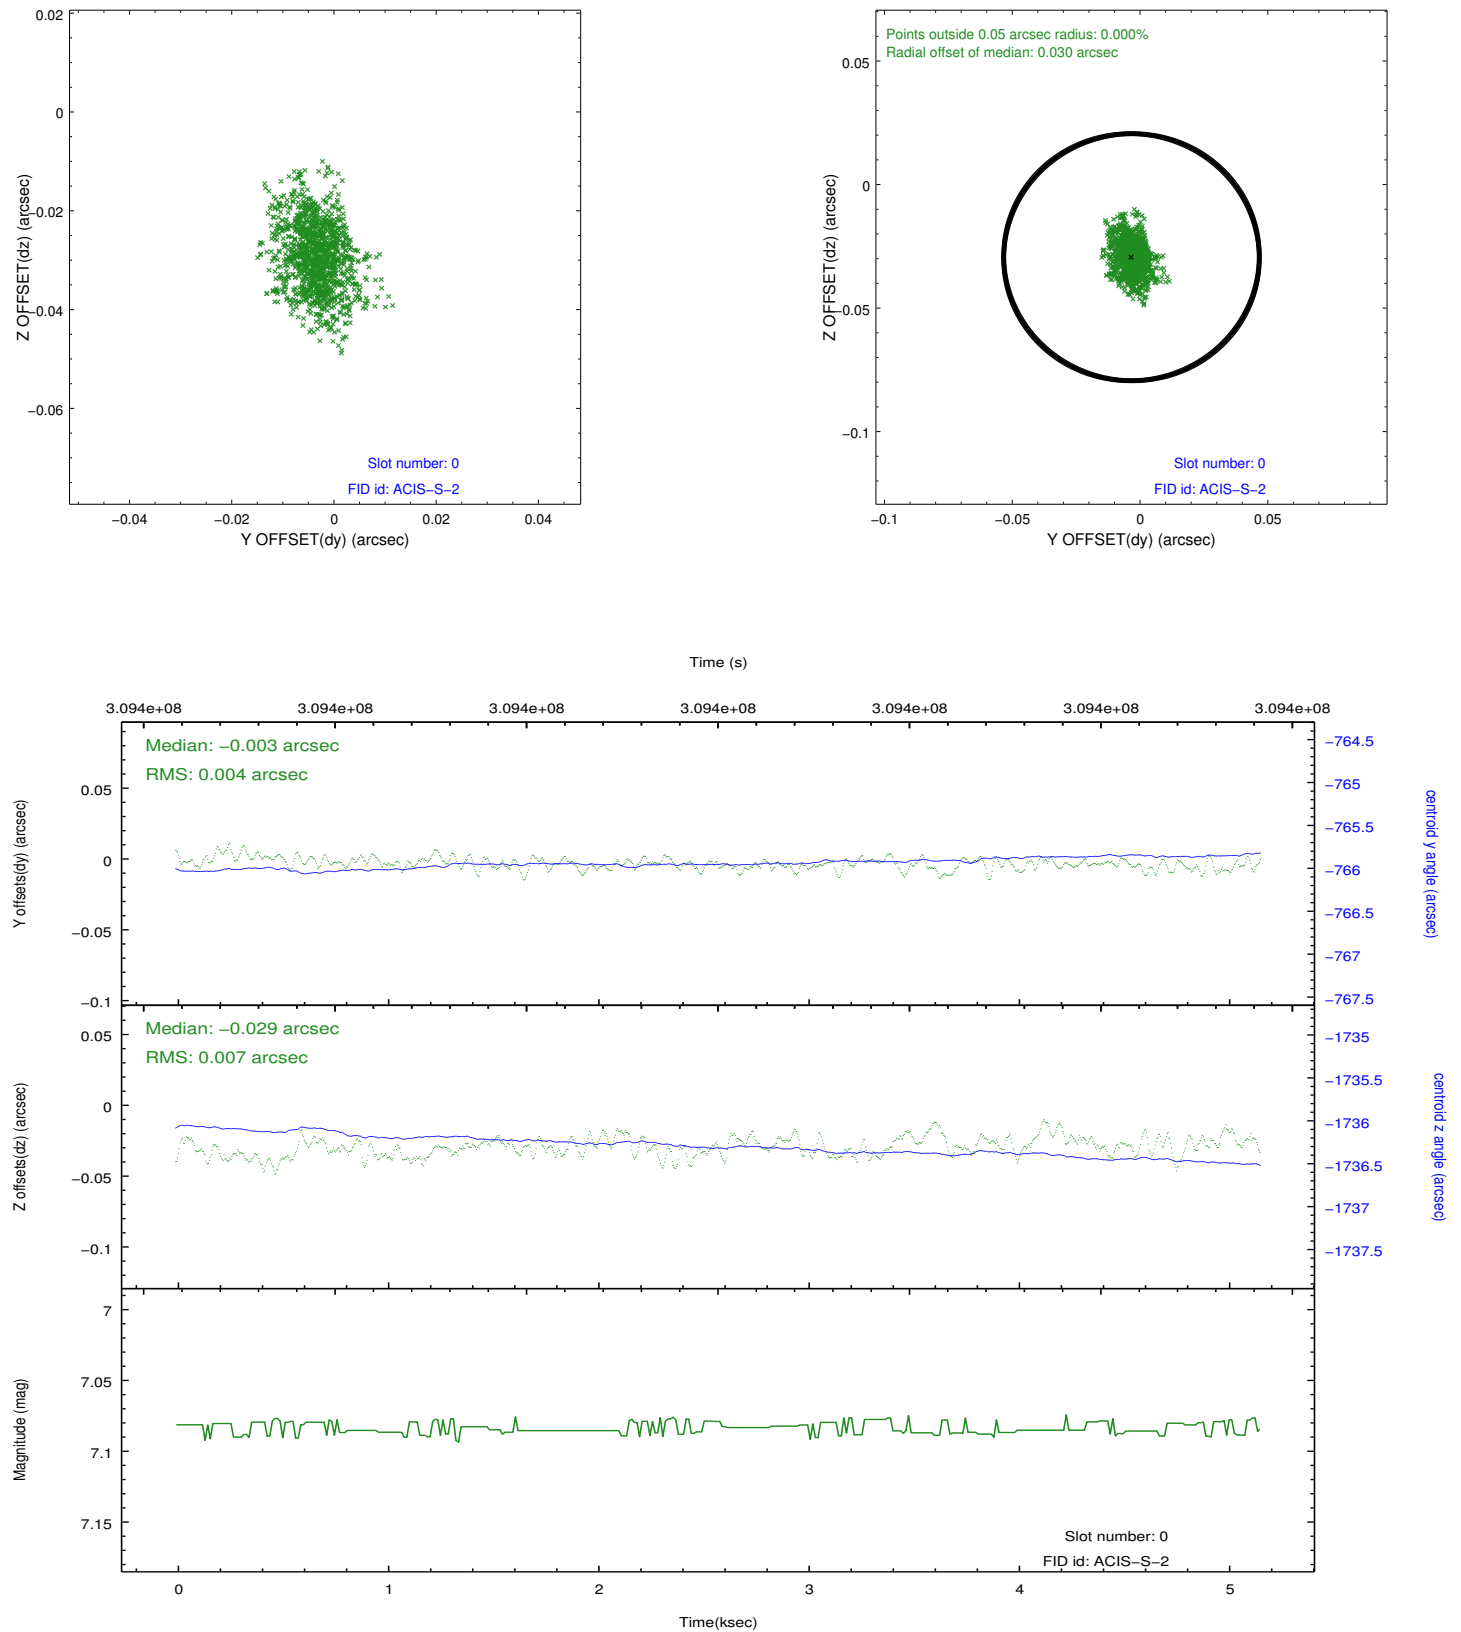 0.02
0
−0.02
−0.04
−0.06
Z OFFSET(dz) (arcsec)
Slot number: 0
FID id: ACIS−S−2
−0.04
−0.02
0
0.02
0.04
Y OFFSET(dy) (arcsec)
Points outside 0.05 arcsec radius: 0.000%
Radial offset of median: 0.030 arcsec
0.05
0
−0.05
−0.1
Z OFFSET(dz) (arcsec)
Slot number: 0
FID id: ACIS−S−2
−0.1
−0.05
0
0.05
Y OFFSET(dy) (arcsec)
Time (s)
3.094e+08
3.094e+08
3.094e+08
3.094e+08
3.094e+08
3.094e+08
3.094e+08
Median: −0.003 arcsec
RMS: 0.004 arcsec
0.05
0
−0.05
−0.1
Y offsets(dy) (arcsec)
−764.5
−765
−765.5
−766
−766.5
−767
−767.5
centroid y angle (arcsec)
Median: −0.029 arcsec
RMS: 0.007 arcsec
0.05
0
−0.05
−0.1
Z offsets(dz) (arcsec)
−1735
−1735.5
−1736
−1736.5
−1737
−1737.5
centroid z angle (arcsec)
7
7.05
7.1
7.15
Magnitude (mag)
Slot number: 0
FID id: ACIS−S−2
0
1
2
3
4
5
Time(ksec)